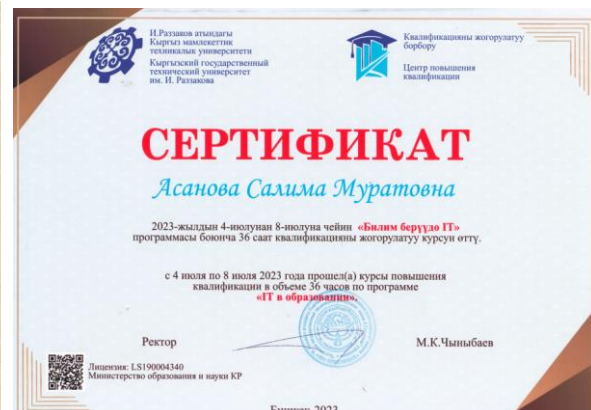 И.Раззаков атындагы
Кыргыз мамлекеттик
техникалык университети
Кыргызский государственный
технический университет
им. И. Раззакова
Квалификацияны жогорулатуу
борбору
Центр повышения
квалификации
СЕРТИФИКАТ
Асанова Салима Муратовна
2023-жылдын 4-июлунан 8-июлуна чейин «Билим берүүдө IT»
программасы боюнча 36 саат квалификацияны жогорулатуу курсун өттү.
с 4 июля по 8 июля 2023 года прошел(а) курсы повышения
квалификации в объеме 36 часов по программе
«IT в образовании».
Ректор
М.К.Чыныбаев
Лицензия: LS190004340
Министерство образования и науки КР
Бишкек 2023